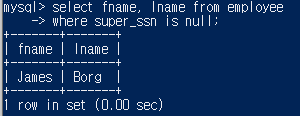 mysql> select fname, lname from employee
    -> where super_ssn is null;
+-------+-------+
| fname | lname |
+-------+-------+
| James | Borg  |
+-------+-------+
1 row in set (0.00 sec)